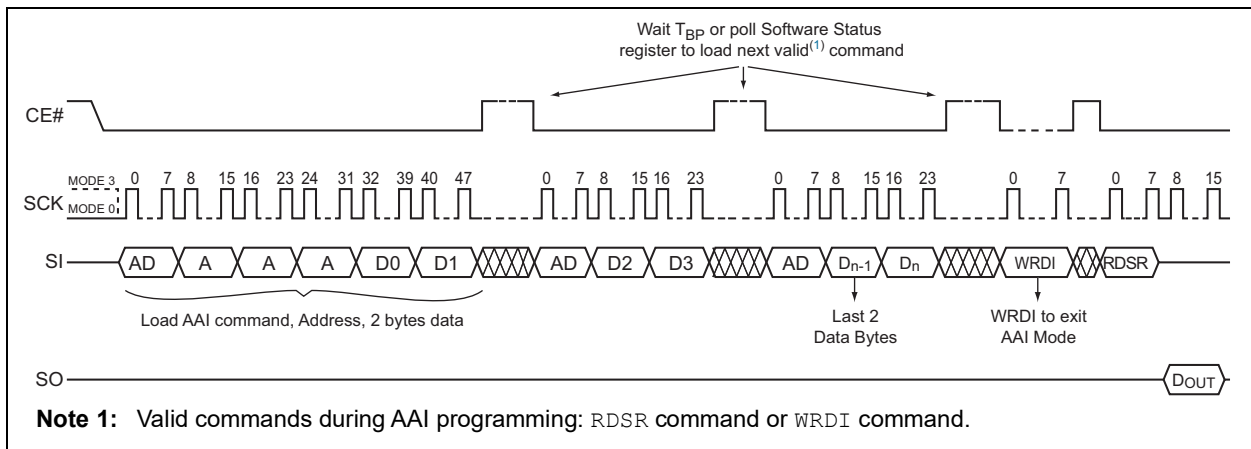 Wait TBP or poll Software Status
register to load next valid(1) command
CE#
MODE 3 0 7 8 15 16 23 24 31 32 39 40 47 0 7 8 15 16 23 0 7 8 15 16 23 0 7 0 7 8 15
SCK MODE 0
SI AD A A A D0 D1 AD D2 D3 AD Dn-1 Dn WRDI RDSR
Load AAI command, Address, 2 bytes data
Last 2
Data Bytes
WRDI to exit
AAI Mode
SO DOUT
Note 1: Valid commands during AAI programming: RDSR command or WRDI command.